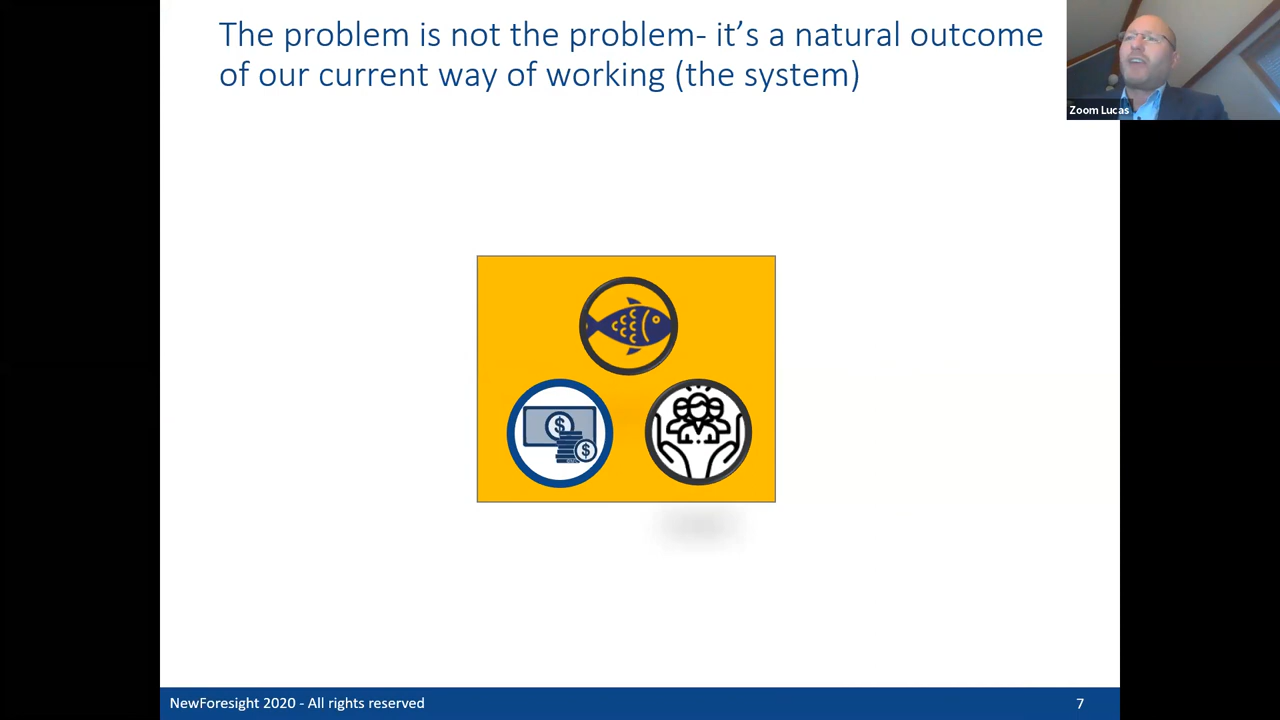 The problem is not the problem- it’s a natural outcome
of our current way of working (the system)
Zoom Lucas
$
$
NewForesight 2020 - All rights reserved
7